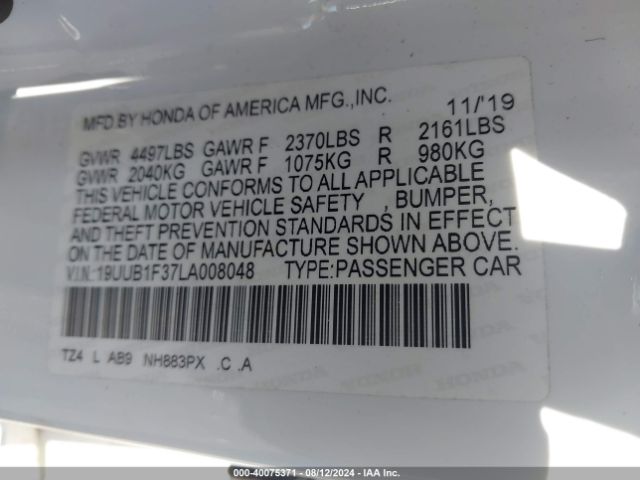 MFD.BY HONDA OF AMERICA MFG.,INC. 11/'19
GVWR 4497LBS GAWR F 2370LBS R 2161LBS
GVWR 2040KG GAWR F 1075KG R 980KG
THIS VEHICLE CONFORMS TO ALL APPLICABLE
FEDERAL MOTOR VEHICLE SAFETY , BUMPER,
AND THEFT PREVENTION STANDARDS IN EFFECT
ON THE DATE OF MANUFACTURE SHOWN ABOVE.
V.I.N.:19UUB1F37LA008048 TYPE:PASSENGER CAR
TZ4 L AB9 NH883PX .C .A
000-40075371 - 08/12/2024 - IAA Inc.